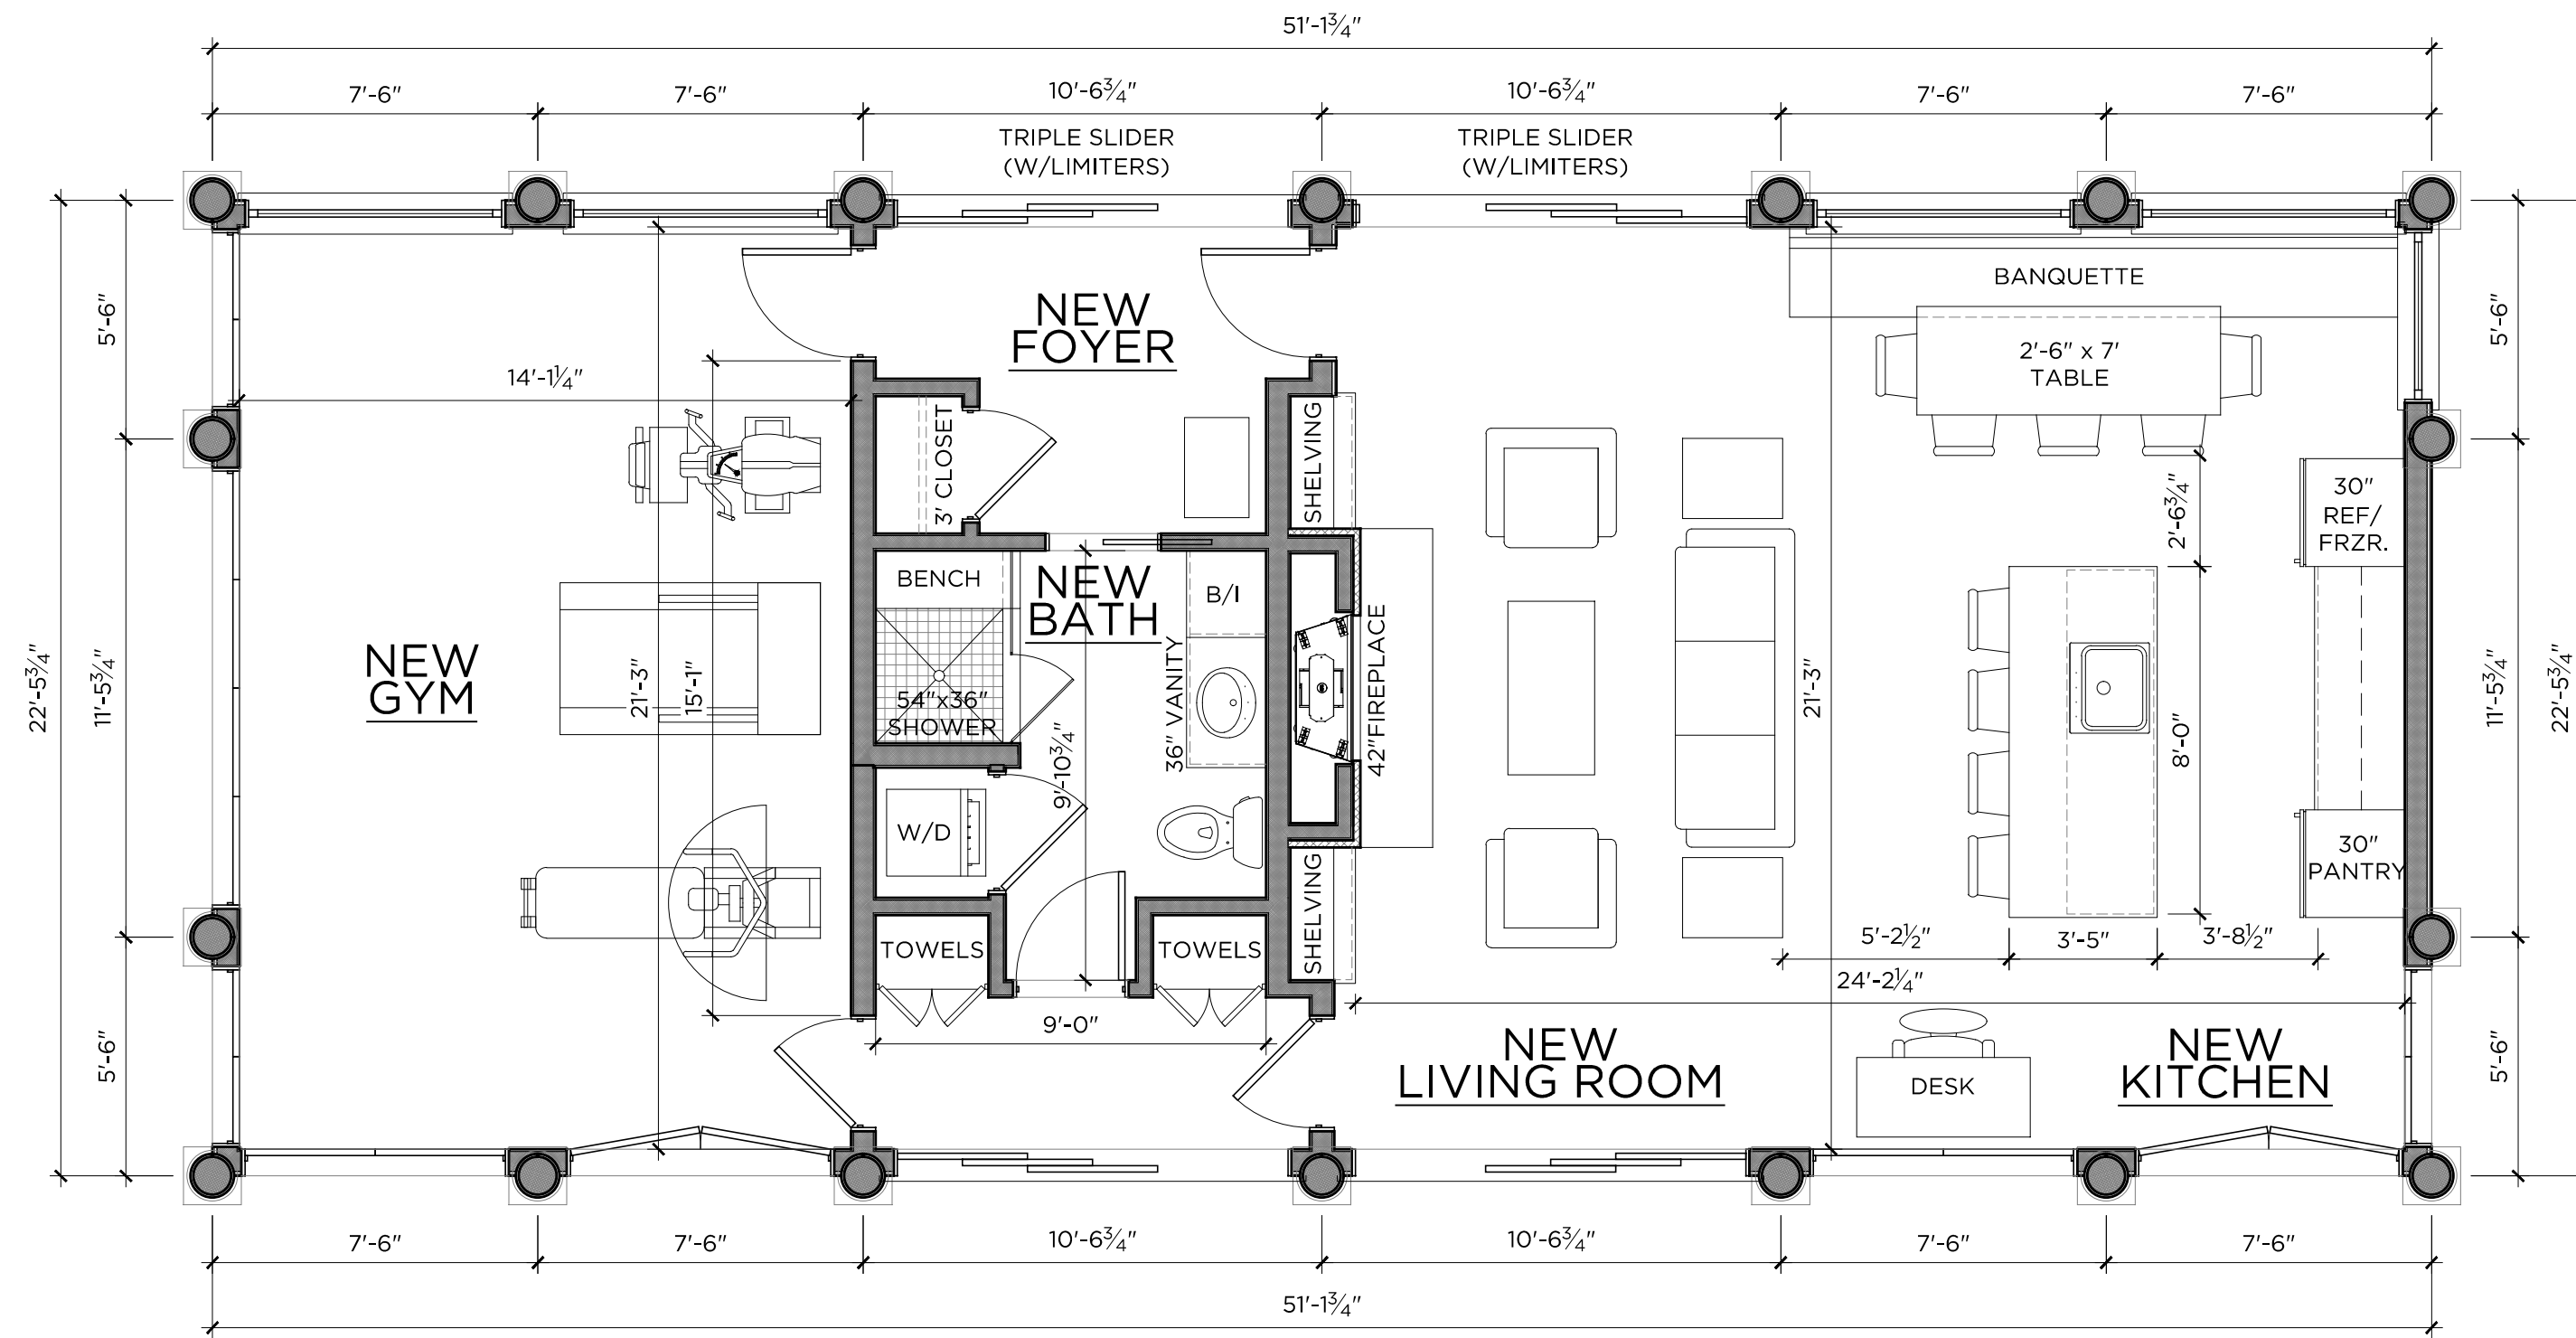 51'-1¾"
7'-6"
7'-6"
10'-6¾"
10'-6¾"
7'-6"
7'-6"
TRIPLE SLIDER
(W/LIMITERS)
TRIPLE SLIDER
(W/LIMITERS)
22'-5¾"
5'-6"
11'-5¾"
5'-6"
NEW
GYM
14'-1¼"
21'-3"
15'-1"
NEW
FOYER
3' CLOSET
NEW
BATH
BENCH
54"x36"
SHOWER
B/I
36" VANITY
9'-10¾"
W/D
TOWELS
TOWELS
9'-0"
SHELVING
42"FIREPLACE
SHELVING
NEW
LIVING ROOM
21'-3"
BANQUETTE
2'-6" x 7'
TABLE
30"
REF/
FRZR.
2'-6¾"
8'-0"
30"
PANTRY
5'-2½"
3'-5"
3'-8½"
24'-2¼"
DESK
NEW
KITCHEN
5'-6"
11'-5¾"
5'-6"
22'-5¾"
7'-6"
7'-6"
10'-6¾"
10'-6¾"
7'-6"
7'-6"
51'-1¾"